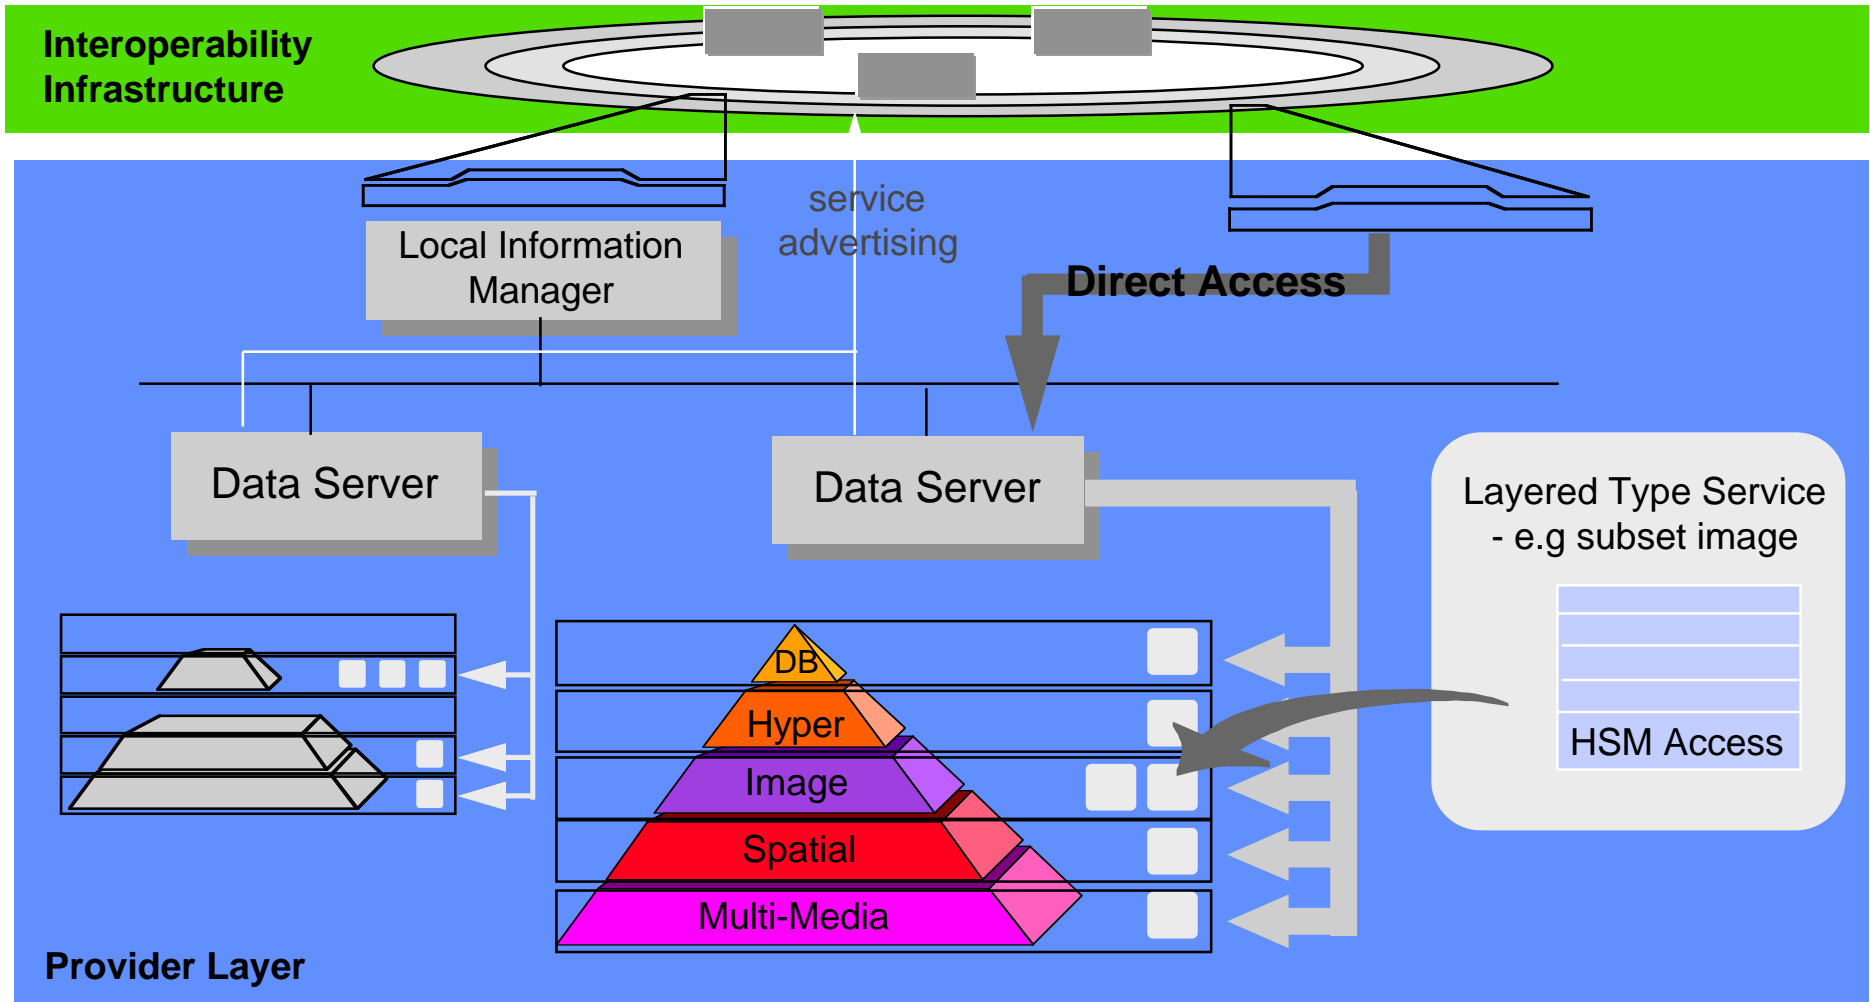 Interoperability
Infrastructure
service
advertising
Local Information
Manager
Direct Access
Data Server
Data Server
Layered Type Service
- e.g subset image
HSM Access
DB
Hyper
Image
Spatial
Multi-Media
Provider Layer